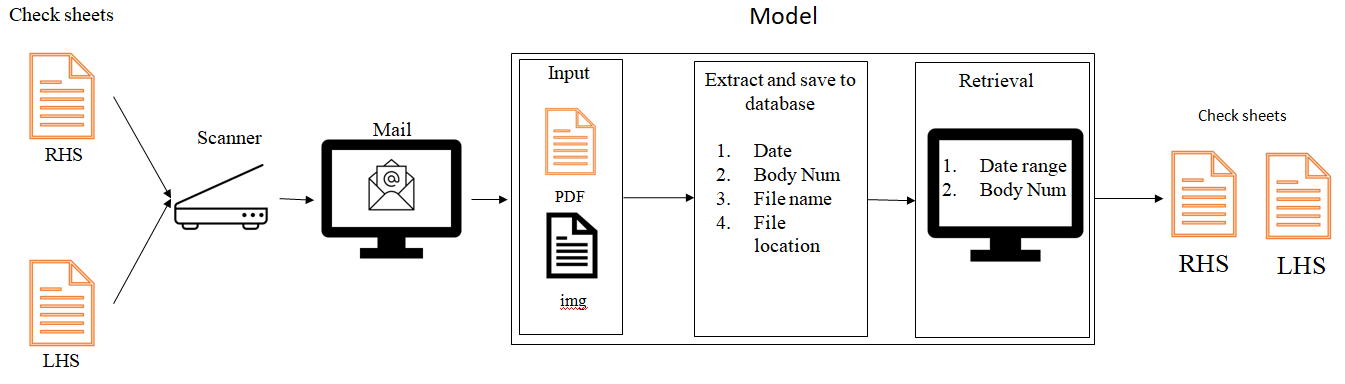 Check sheets
RHS
LHS
Scanner
Mail
Model
Input
PDF
img
Extract and save to
database
1. Date
2. Body Num
3. File name
4. File
location
Retrieval
1. Date range
2. Body Num
Check sheets
RHS
LHS